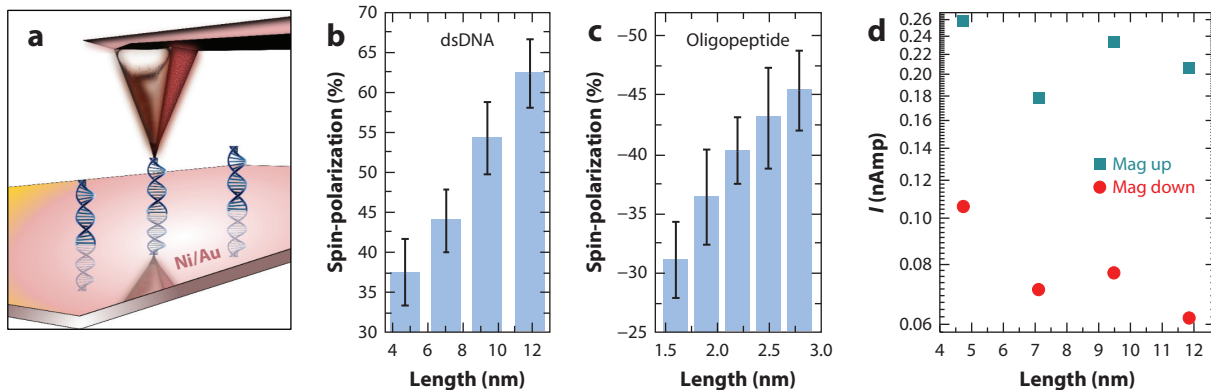 a
Ni/Au
b
dsDNA
Spin-polarization (%)
70
65
60
55
50
45
40
35
30
4 6 8 10 12
Length (nm)
c
Oligopeptide
Spin-polarization (%)
−50
−45
−40
−35
−30
−25
1.5 2.0 2.5 3.0
Length (nm)
d
I (nAmp)
0.26
0.24
0.22
0.20
0.18
0.16
0.14
0.12
0.10
0.08
0.06
Mag up
Mag down
4 5 6 7 8 9 10 11 12
Length (nm)